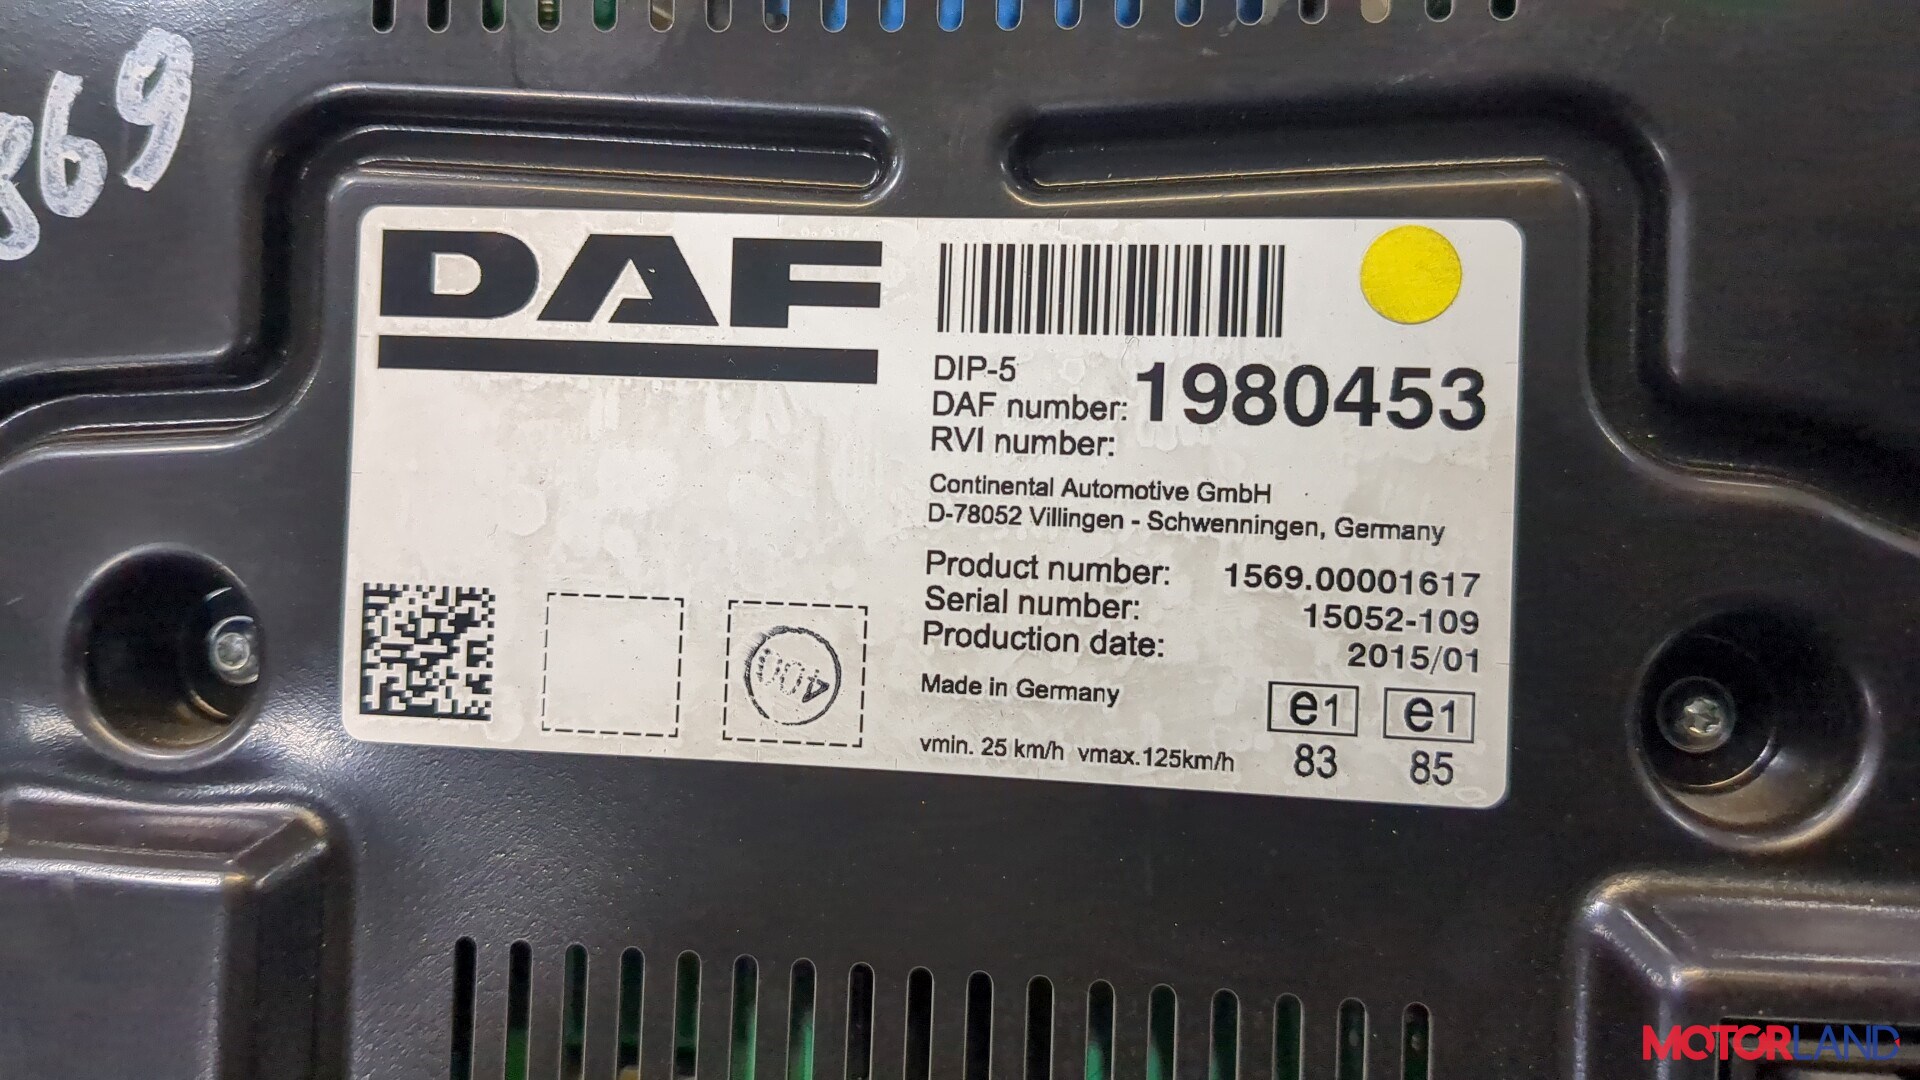 869
DAF
DIP-5
DAF number: 1980453
RVI number:
Continental Automotive GmbH
D-78052 Villingen - Schwenningen, Germany
Product number: 1569.00001617
Serial number: 15052-109
Production date: 2015/01
Made in Germany
e1 e1
83 85
vmin. 25 km/h vmax.125km/h
400
MOTORLAND